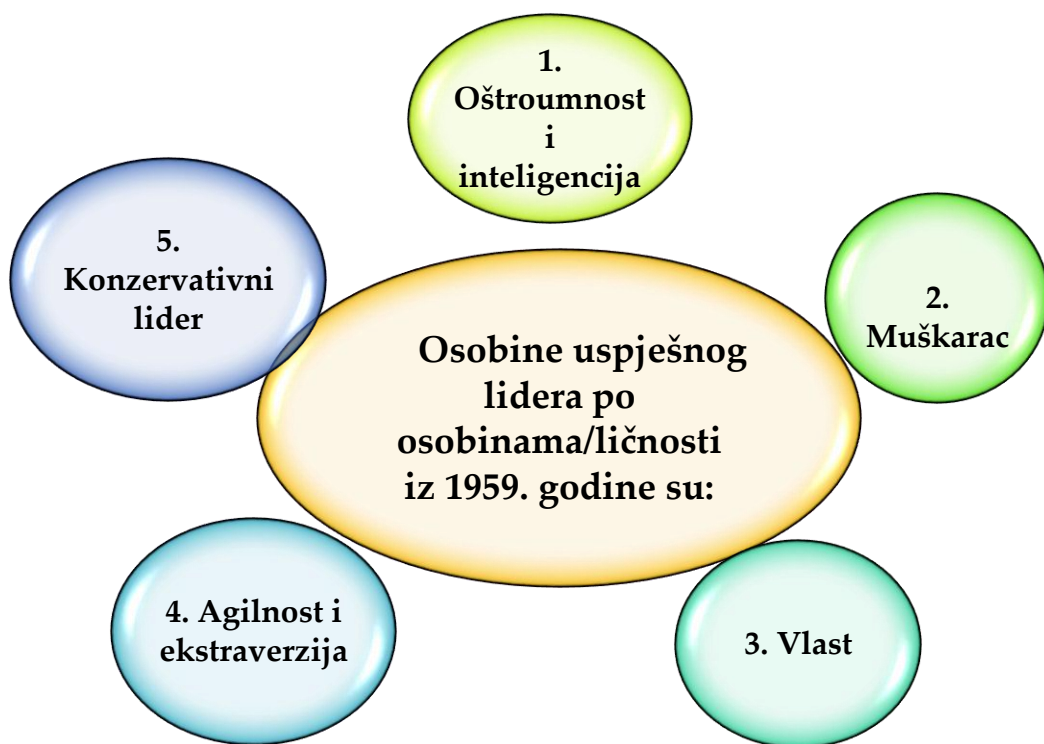 1.
Oštroumnost
i
inteligencija
5.
Konzervativni
lider
2.
Muškarac
Osobine uspješnog
lidera po
osobinama/ličnosti
iz 1959. godine su:
4. Agilnost i
ekstraverzija
3. Vlast